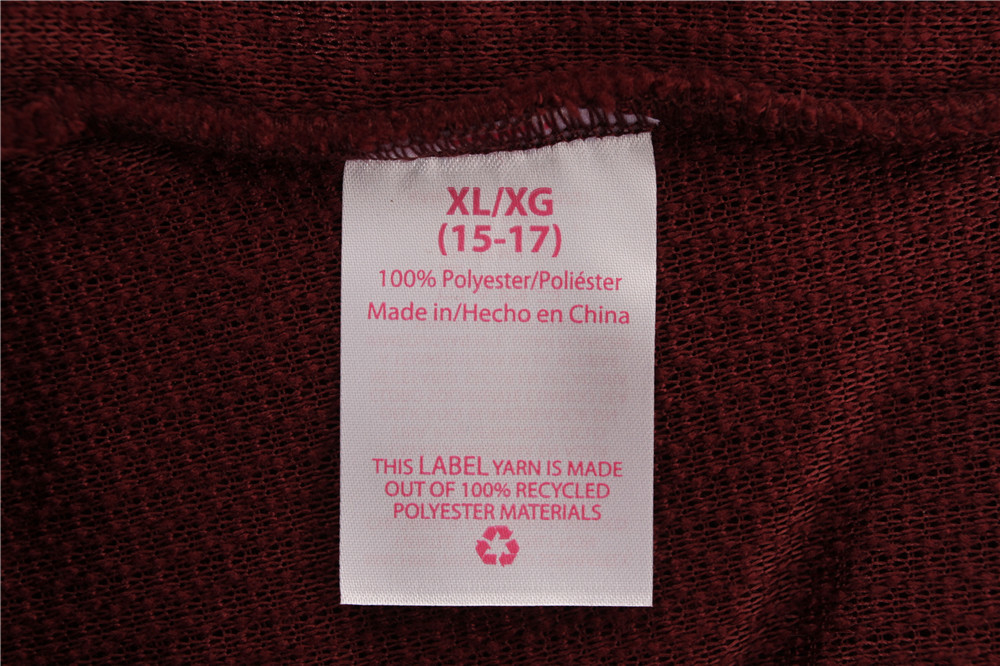 XL/XG
(15-17)
100% Polyester/Poliéster
Made in/Hecho en China
THIS LABEL YARN IS MADE
OUT OF 100% RECYCLED
POLYESTER MATERIALS